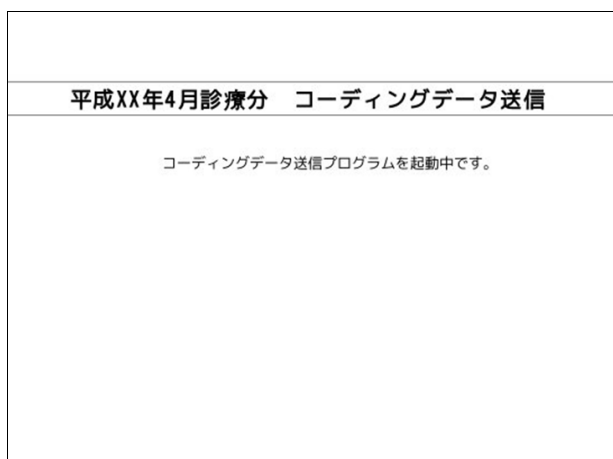 平成XX年4月診療分　コーディングデータ送信
コーディングデータ送信プログラムを起動中です。